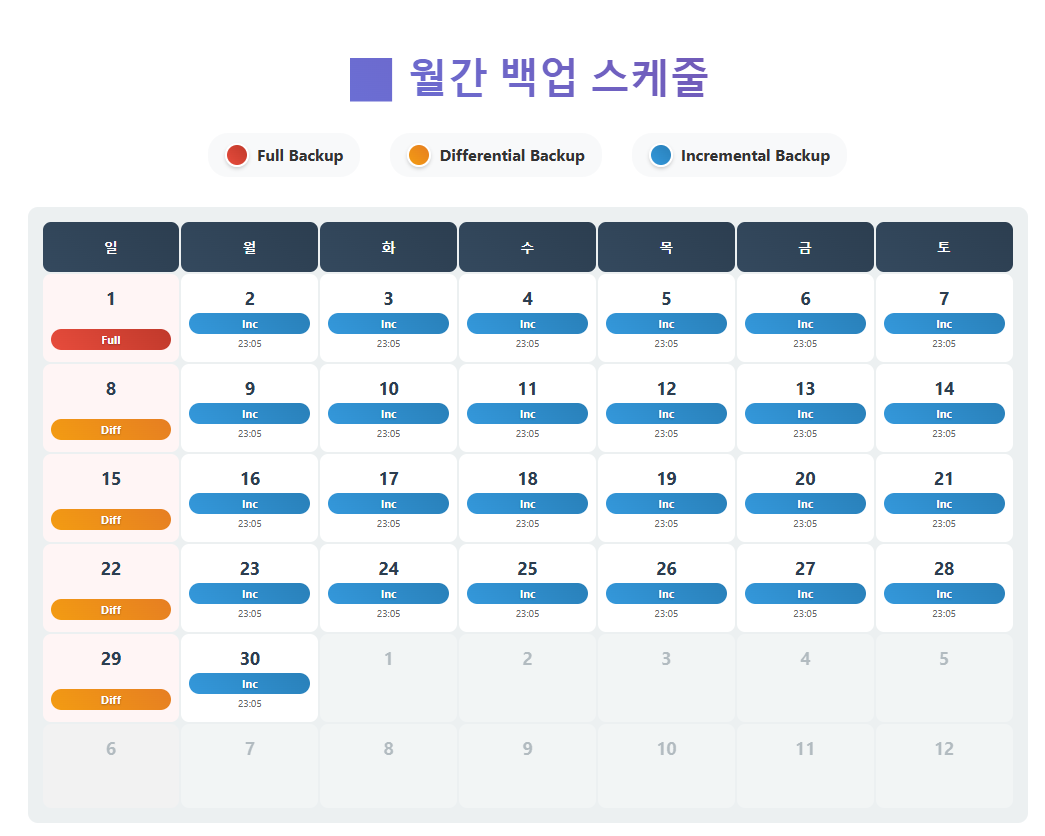 월간 백업 스케줄
Full Backup Differential Backup Incremental Backup
일 월 화 수 목 금 토
1 2 3 4 5 6 7
Full Inc Inc Inc Inc Inc Inc
23:05 23:05 23:05 23:05 23:05 23:05
8 9 10 11 12 13 14
Diff Inc Inc Inc Inc Inc Inc
23:05 23:05 23:05 23:05 23:05 23:05
15 16 17 18 19 20 21
Diff Inc Inc Inc Inc Inc Inc
23:05 23:05 23:05 23:05 23:05 23:05
22 23 24 25 26 27 28
Diff Inc Inc Inc Inc Inc Inc
23:05 23:05 23:05 23:05 23:05 23:05
29 30 1 2 3 4 5
Diff Inc
23:05
6 7 8 9 10 11 12